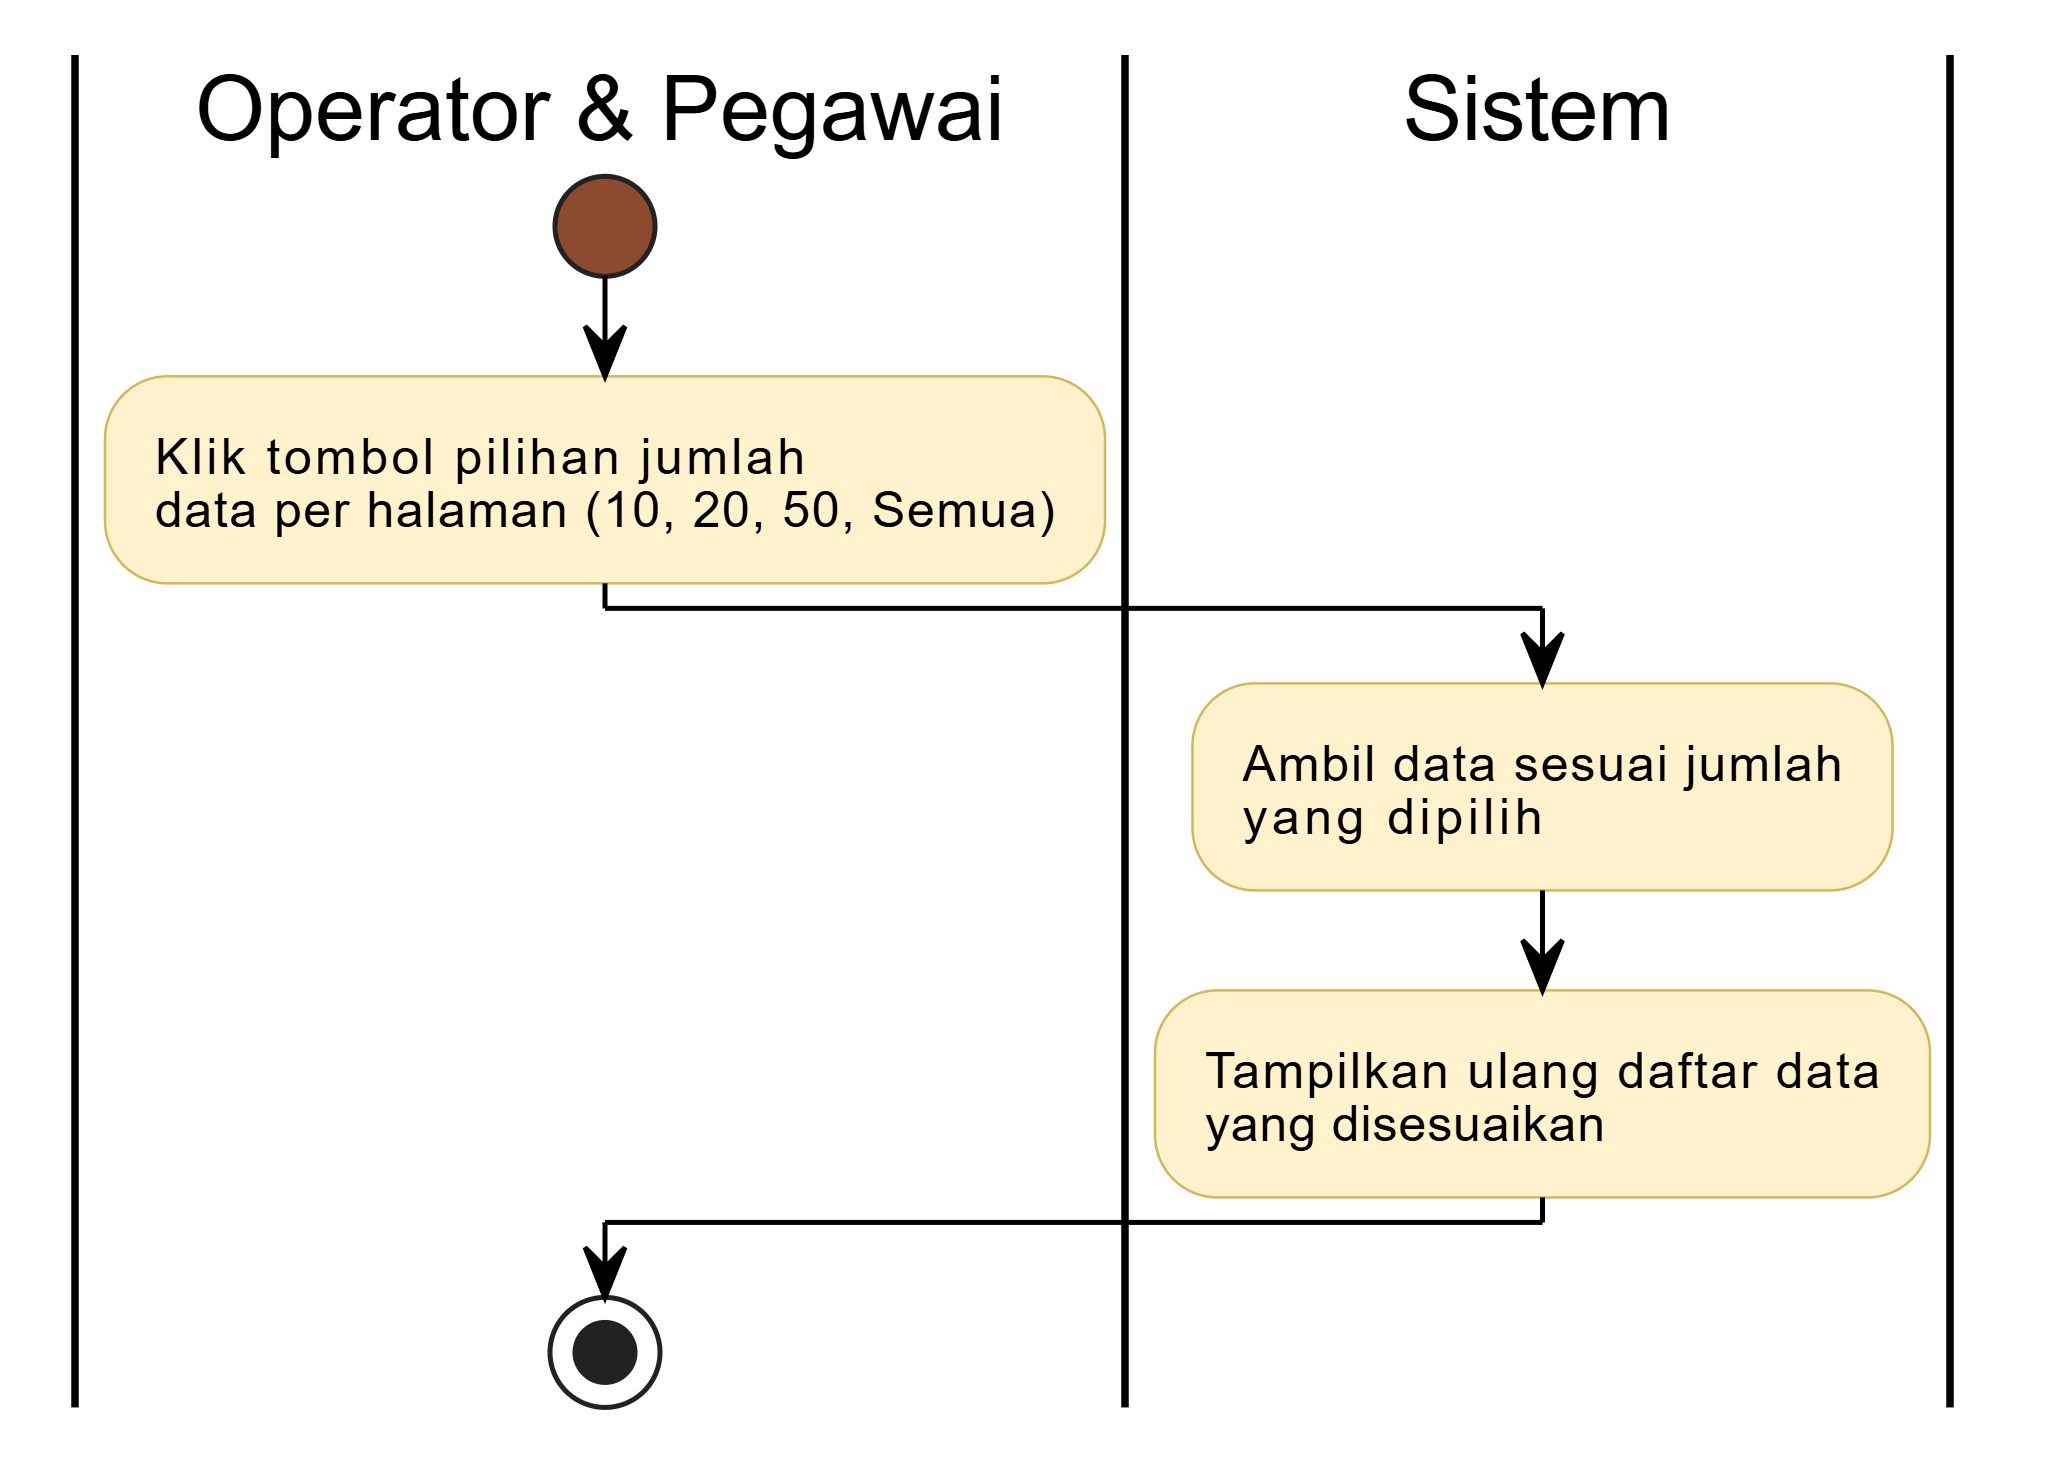 Operator & Pegawai
Sistem
Klik tombol pilihan jumlah
data per halaman (10, 20, 50, Semua)
Ambil data sesuai jumlah
yang dipilih
Tampilkan ulang daftar data
yang disesuaikan